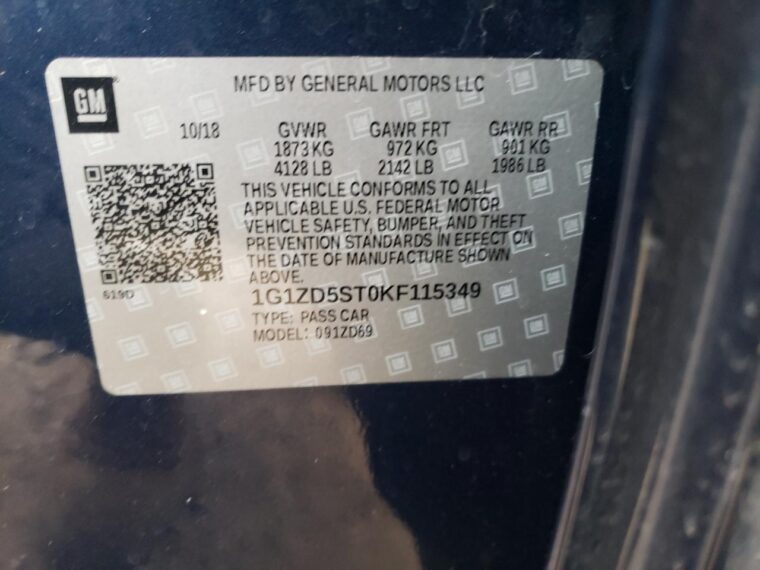 GM
MFD BY GENERAL MOTORS LLC
10/18 GVWR GAWR FRT GAWR RR
1873 KG 972 KG 901 KG
4128 LB 2142 LB 1986 LB
THIS VEHICLE CONFORMS TO ALL
APPLICABLE U.S. FEDERAL MOTOR
VEHICLE SAFETY, BUMPER, AND THEFT
PREVENTION STANDARDS IN EFFECT ON
THE DATE OF MANUFACTURE SHOWN
ABOVE.
619D
1G1ZD5ST0KF115349
TYPE: PASS CAR
MODEL: 091ZD69